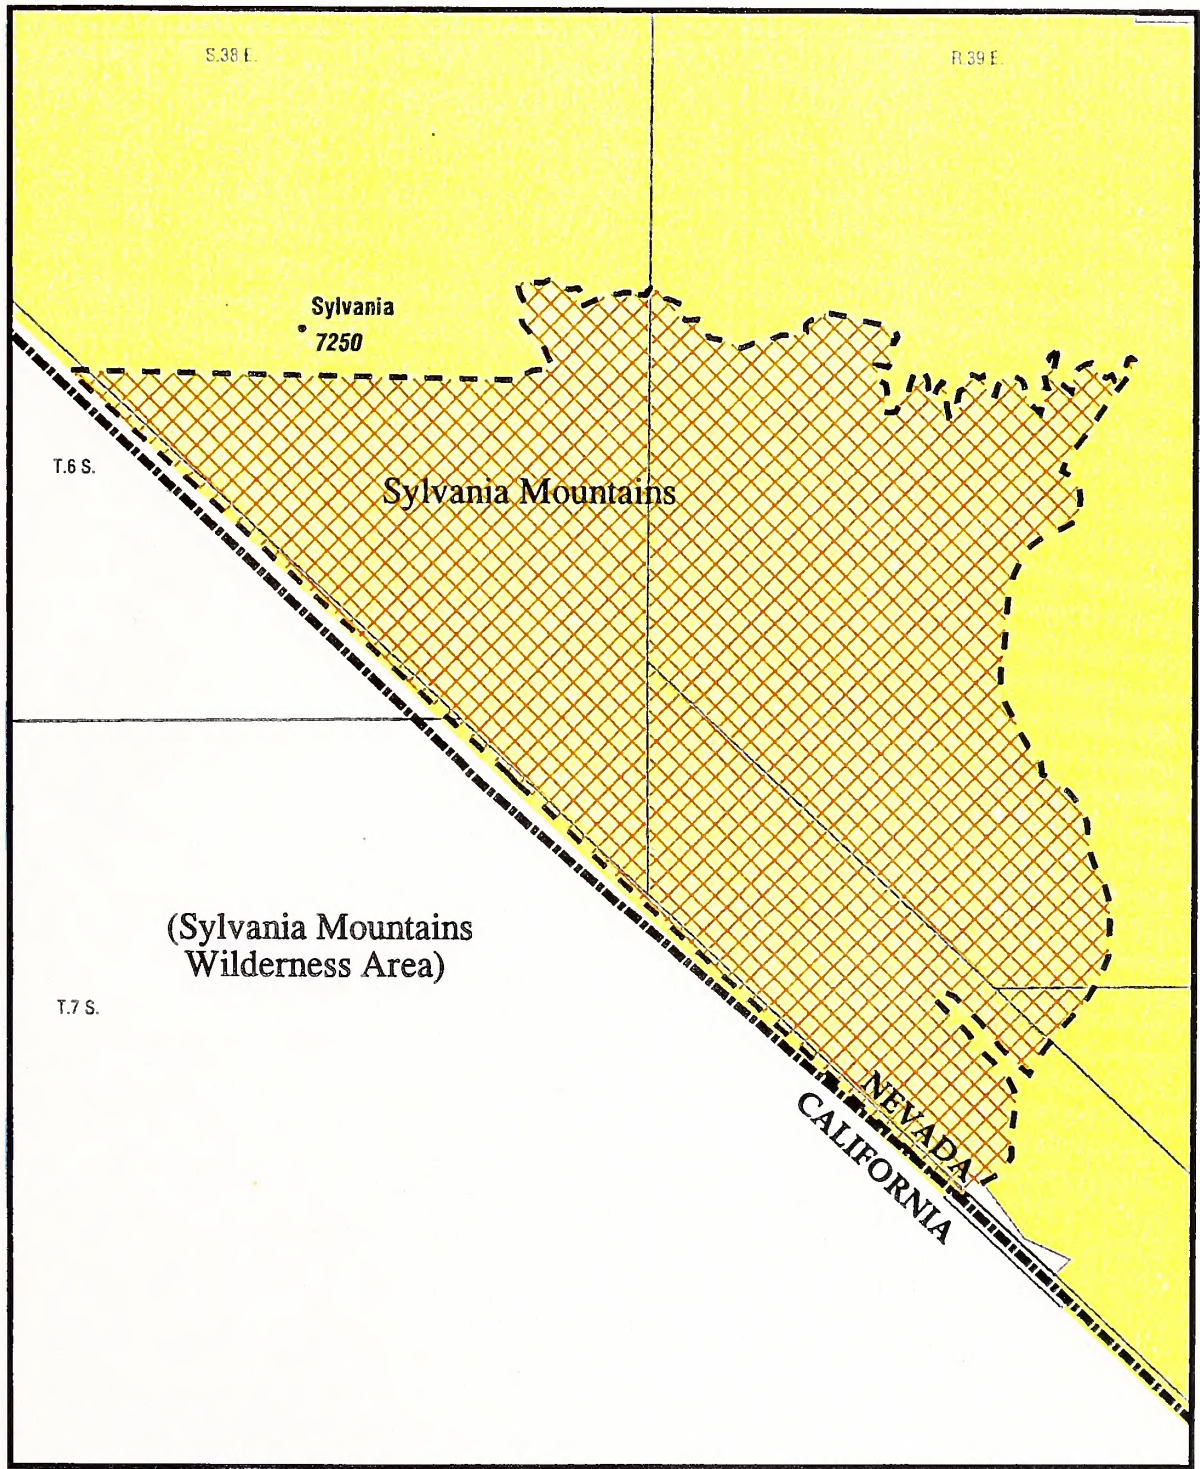 S.38 E.
R.39 E.
Sylvania
7250
T.6 S.
Sylvania Mountains
(Sylvania Mountains
Wilderness Area)
T.7 S.
NEVADA
CALIFORNIA